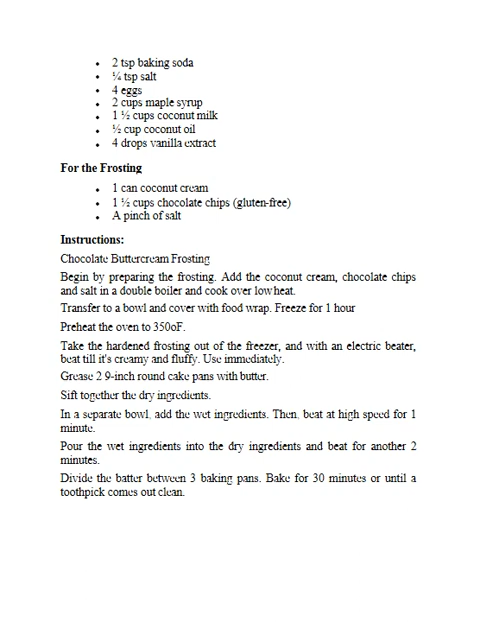 • 2 tsp baking soda
• ¼ tsp salt
• 4 eggs
• 2 cups maple syrup
• 1 ½ cups coconut milk
• ½ cup coconut oil
• 4 drops vanilla extract
For the Frosting
• 1 can coconut cream
• 1 ½ cups chocolate chips (gluten-free)
• A pinch of salt
Instructions:
Chocolate Buttercream Frosting
Begin by preparing the frosting. Add the coconut cream, chocolate chips
and salt in a double boiler and cook over low heat.
Transfer to a bowl and cover with food wrap. Freeze for 1 hour
Preheat the oven to 350oF.
Take the hardened frosting out of the freezer, and with an electric beater,
beat till it's creamy and fluffy. Use immediately.
Grease 2 9-inch round cake pans with butter.
Sift together the dry ingredients.
In a separate bowl, add the wet ingredients. Then, beat at high speed for 1
minute.
Pour the wet ingredients into the dry ingredients and beat for another 2
minutes.
Divide the batter between 3 baking pans. Bake for 30 minutes or until a
toothpick comes out clean.